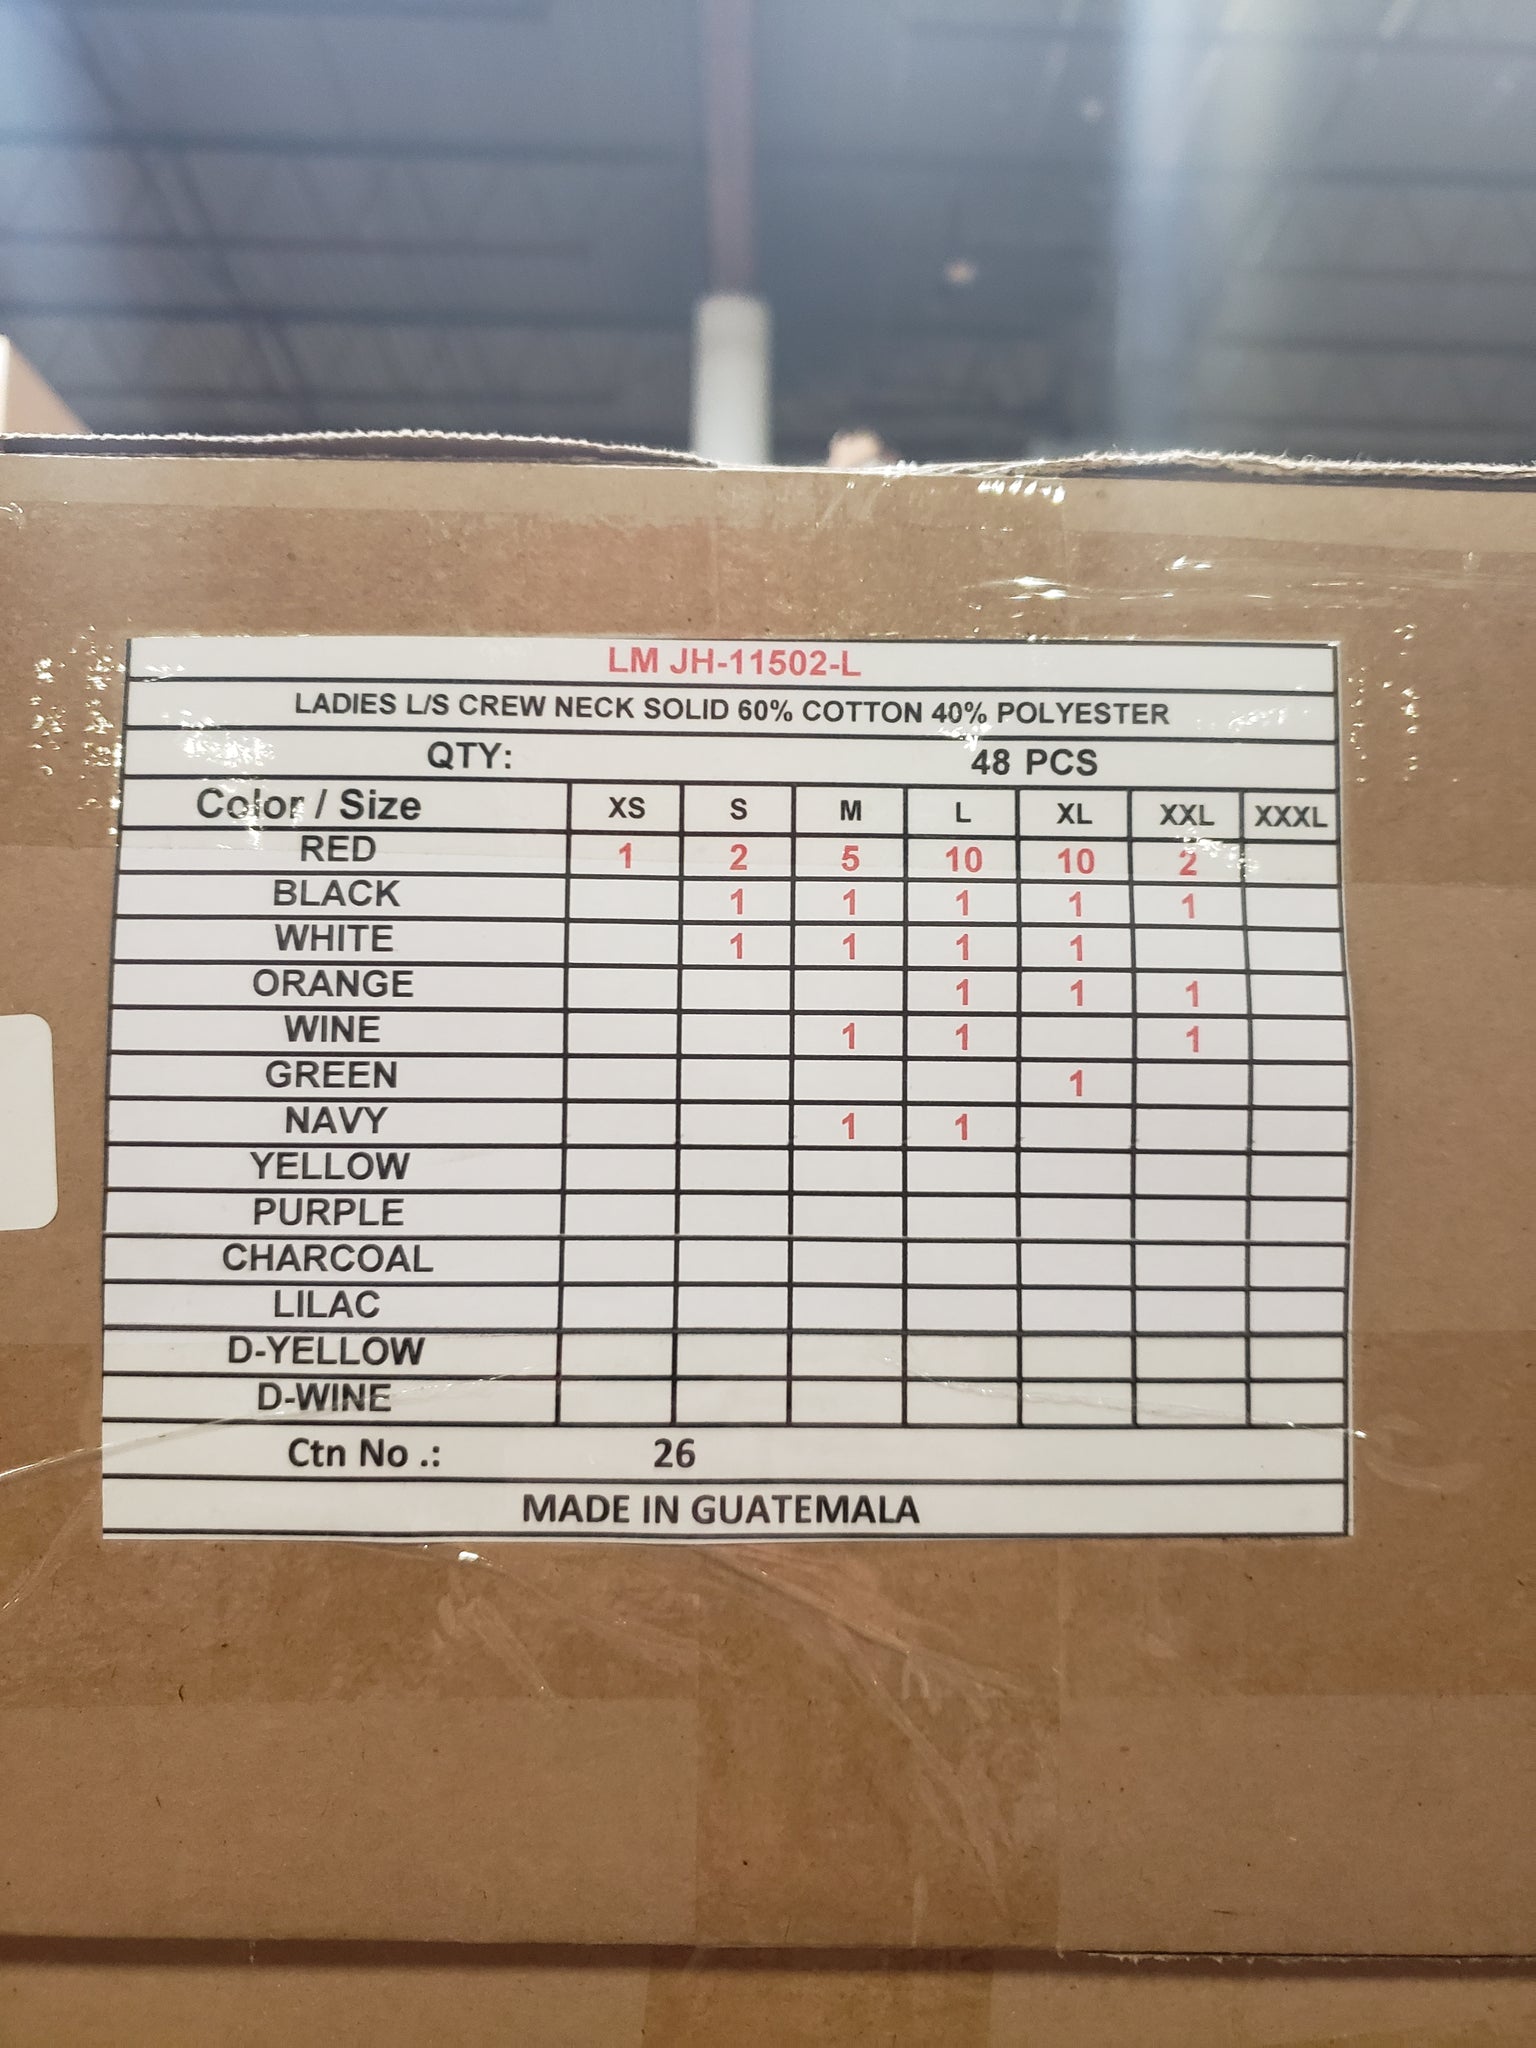 LM JH-11502-L
LADIES L/S CREW NECK SOLID 60% COTTON 40% POLYESTER
QTY: 48 PCS
Color / Size XS S M L XL XXL XXXL
RED 1 2 5 10 10 2
BLACK 1 1 1 1 1
WHITE 1 1 1 1
ORANGE 1 1 1
WINE 1 1 1
GREEN 1
NAVY 1 1
YELLOW
PURPLE
CHARCOAL
LILAC
D-YELLOW
D-WINE
Ctn No .: 26
MADE IN GUATEMALA